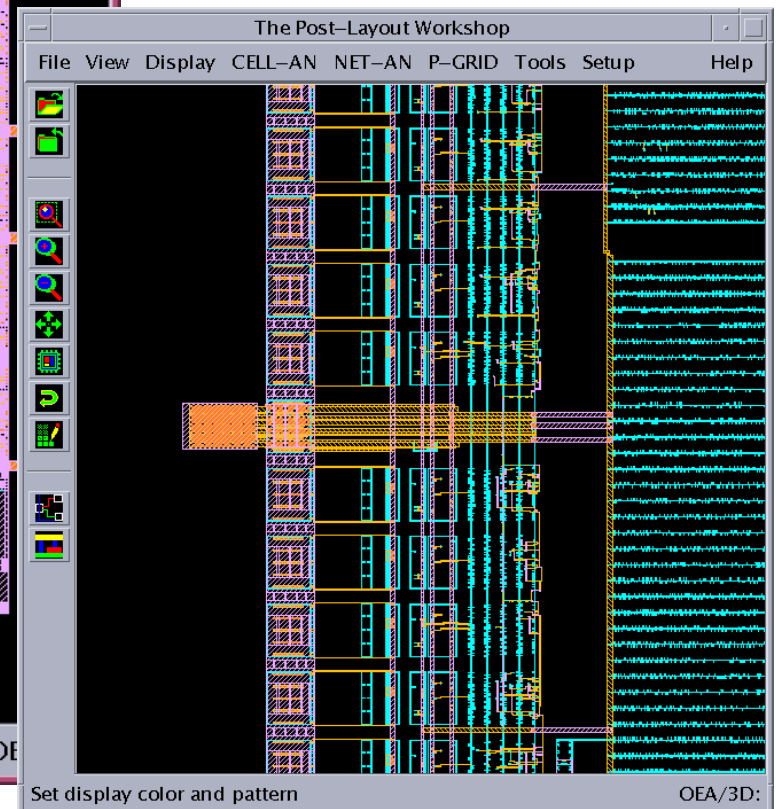 The Post-Layout Workshop
File View Display CELL-AN NET-AN P-GRID Tools Setup Help
Set display color and pattern OEA/3D: